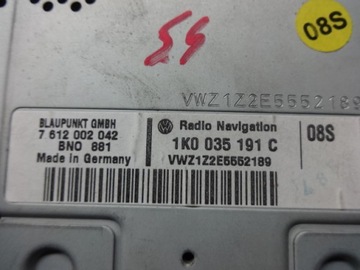 08S
54
VWZ1Z2E5552189
BLAUPUNKT GMBH
7 612 002 042
BNO 881
Made in Germany
Radio Navigation
1K0 035 191 C
VWZ1Z2E5552189
08S